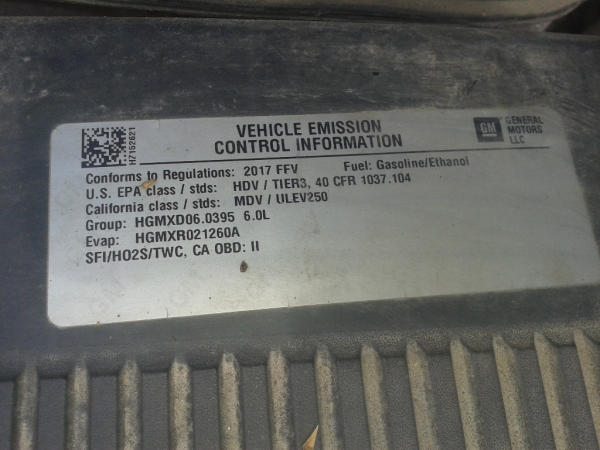 VEHICLE EMISSION
CONTROL INFORMATION
GM
GENERAL
MOTORS
LLC
HZ152621
Conforms to Regulations: 2017 FFV Fuel: Gasoline/Ethanol
U.S. EPA class / stds: HDV / TIER3, 40 CFR 1037.104
California class / stds: MDV / ULEV250
Group: HGMXD06.0395 6.0L
Evap: HGMXR021260A
SFI/HO2S/TWC, CA OBD: II